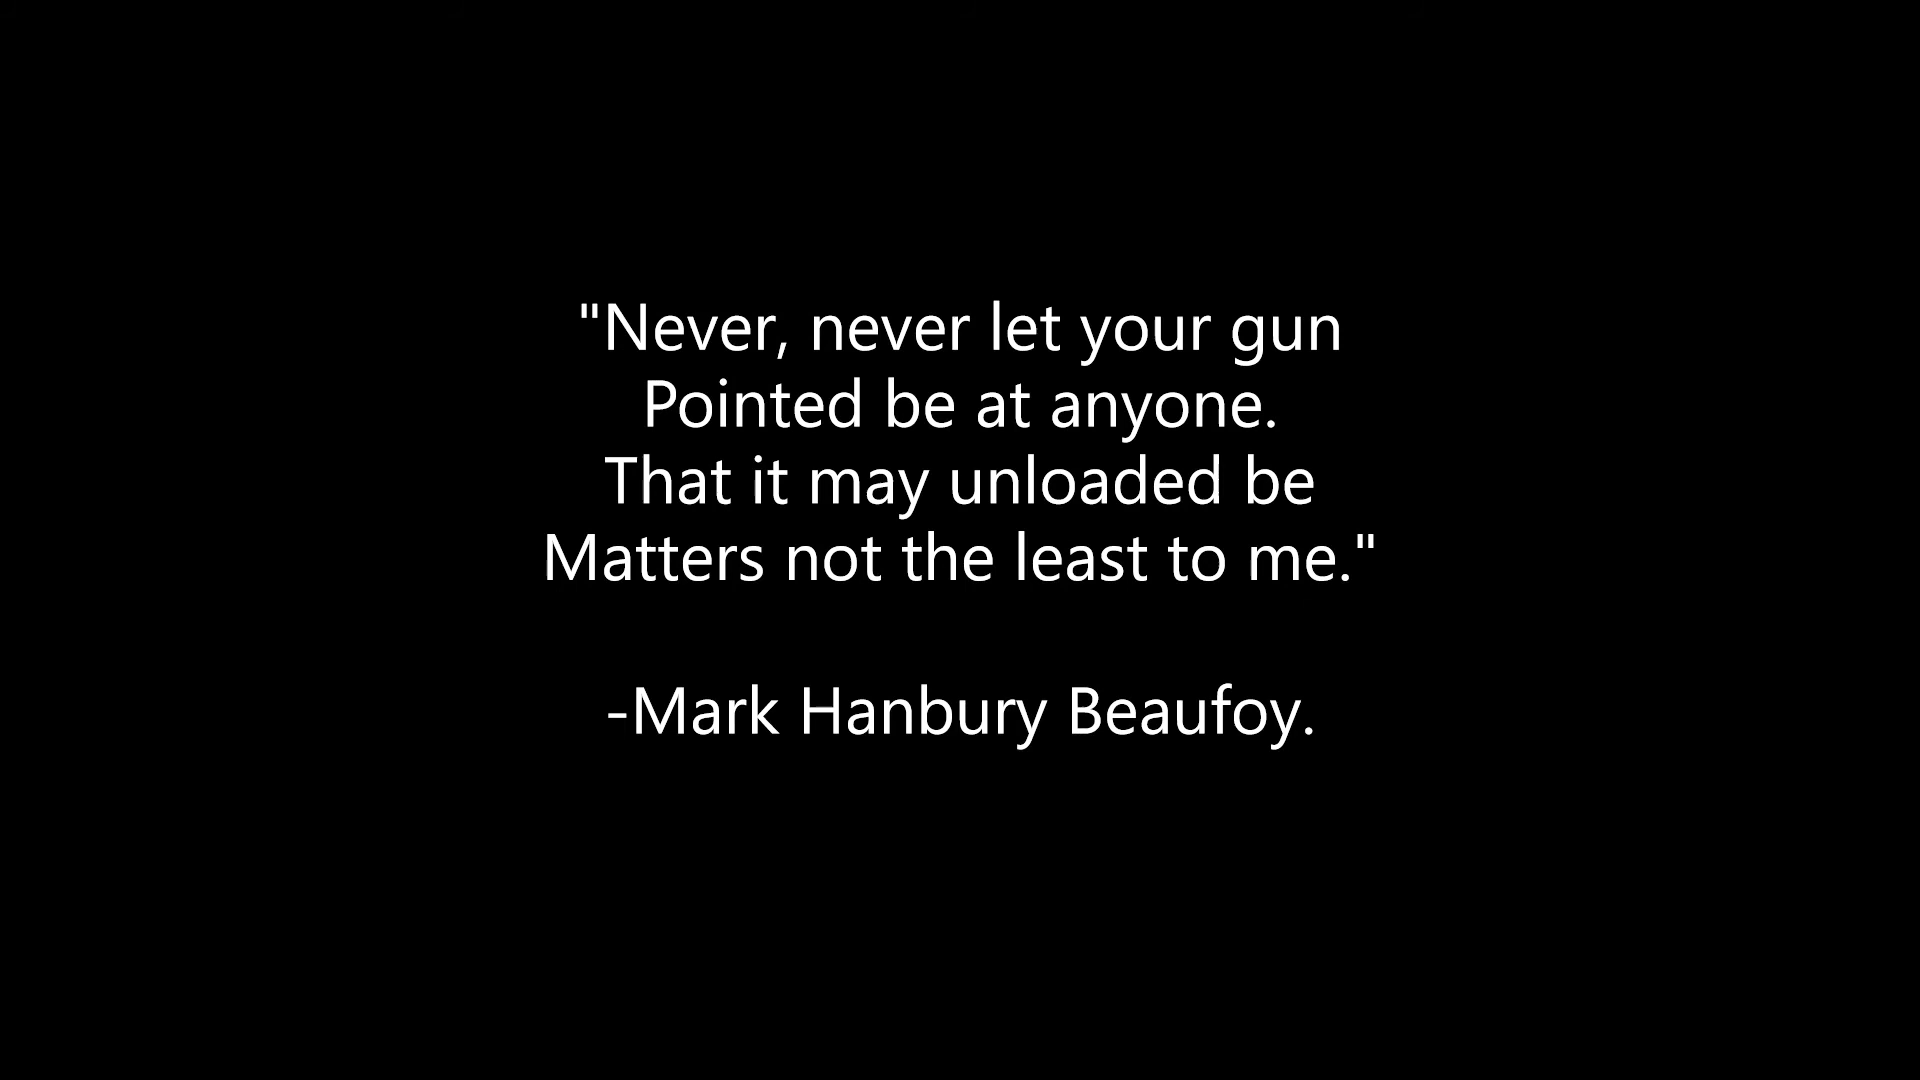 "Never, never let your gun
Pointed be at anyone.
That it may unloaded be
Matters not the least to me."
-Mark Hanbury Beaufoy.